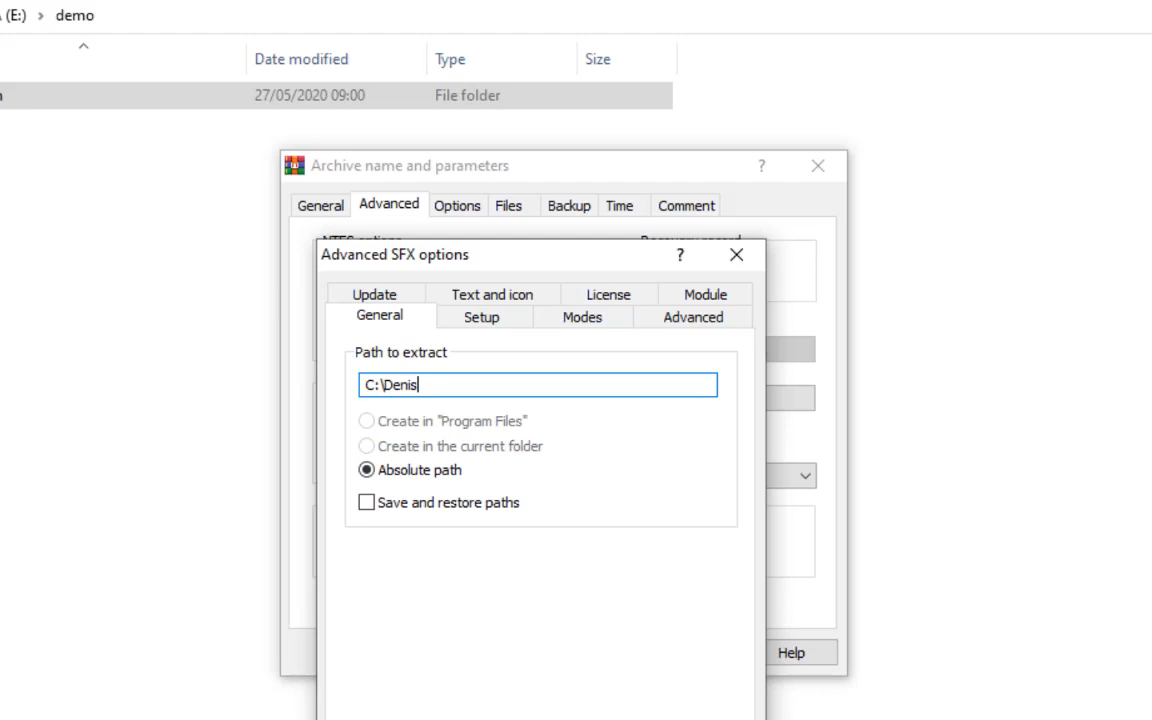 (E:) > demo
Date modified Type Size
27/05/2020 09:00 File folder
Archive name and parameters ?
General Advanced Options Files Backup Time Comment
Advanced SFX options ?
Update Text and icon License Module
General Setup Modes Advanced
Path to extract
C:\Denis
Create in "Program Files"
Create in the current folder
Absolute path
Save and restore paths
Help